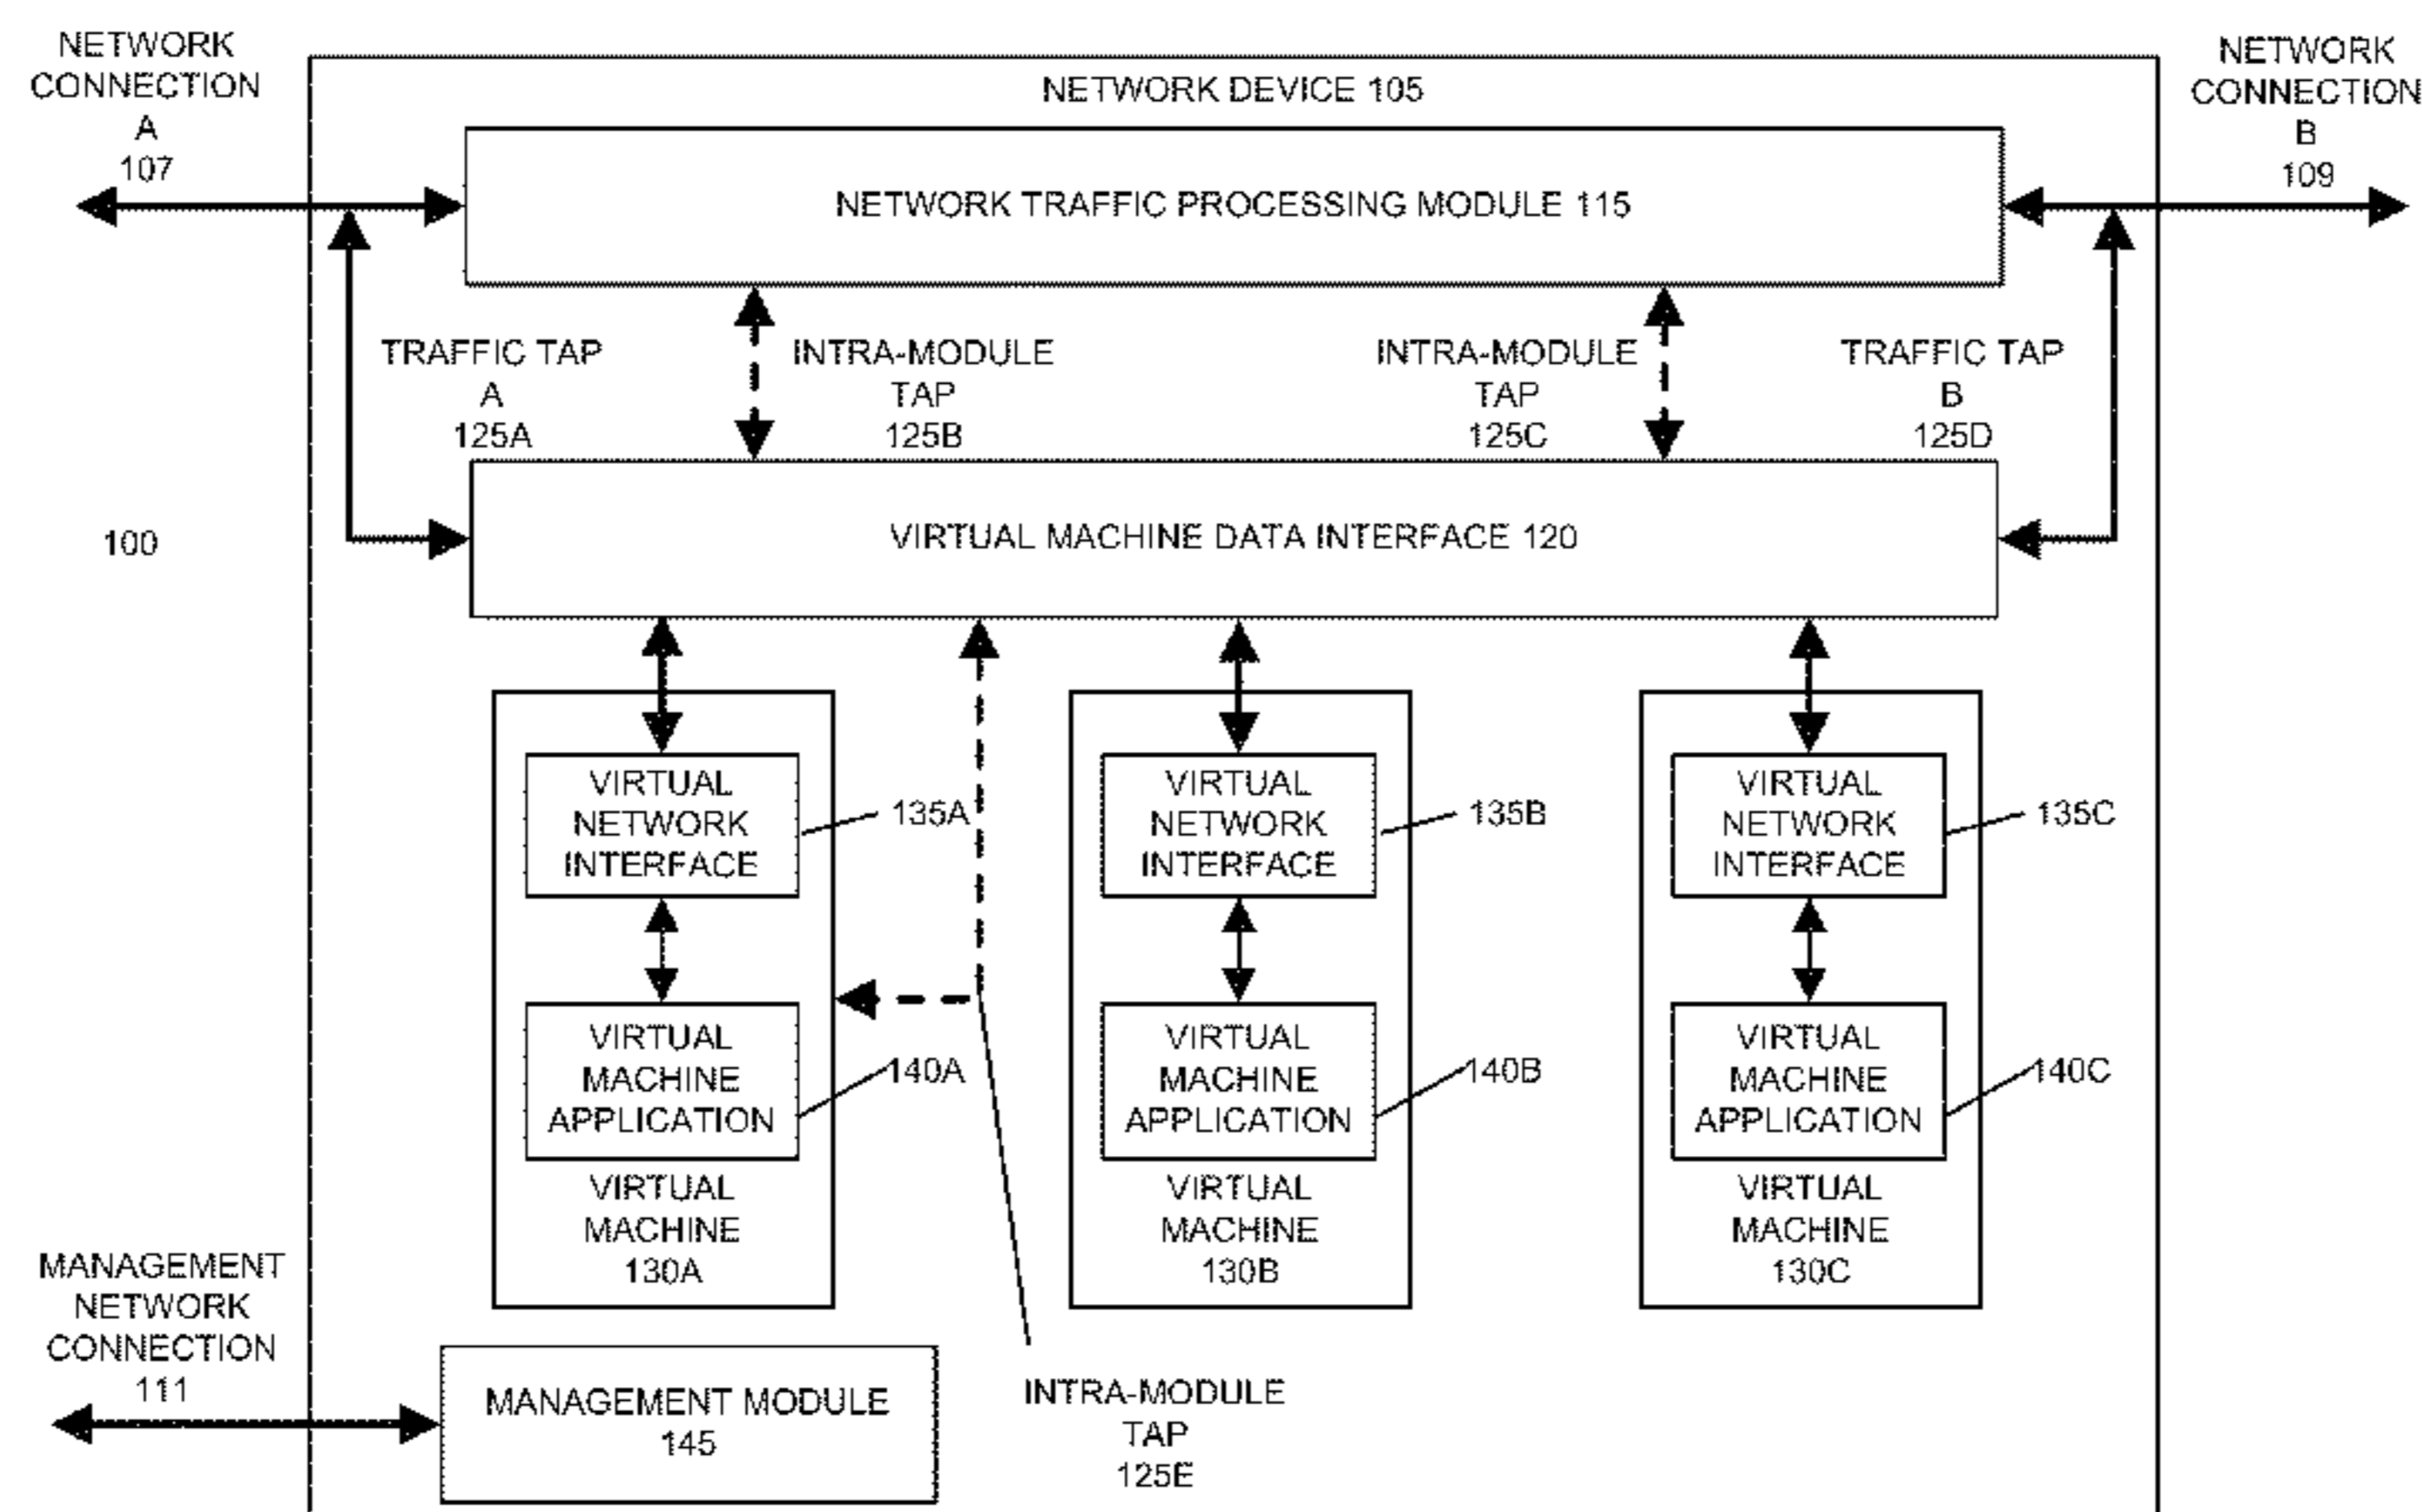 NETWORK
CONNECTION
A
107
NETWORK DEVICE 105
NETWORK
CONNECTION
B
109
NETWORK TRAFFIC PROCESSING MODULE 115
TRAFFIC TAP
A
125A
INTRA-MODULE
TAP
125B
INTRA-MODULE
TAP
125C
TRAFFIC TAP
B
125D
100
VIRTUAL MACHINE DATA INTERFACE 120
VIRTUAL
NETWORK
INTERFACE
135A
VIRTUAL
NETWORK
INTERFACE
135B
VIRTUAL
NETWORK
INTERFACE
135C
VIRTUAL
MACHINE
APPLICATION
140A
VIRTUAL
MACHINE
APPLICATION
140B
VIRTUAL
MACHINE
APPLICATION
140C
VIRTUAL
MACHINE
130A
VIRTUAL
MACHINE
130B
VIRTUAL
MACHINE
130C
MANAGEMENT
NETWORK
CONNECTION
111
MANAGEMENT MODULE
145
INTRA-MODULE
TAP
125E